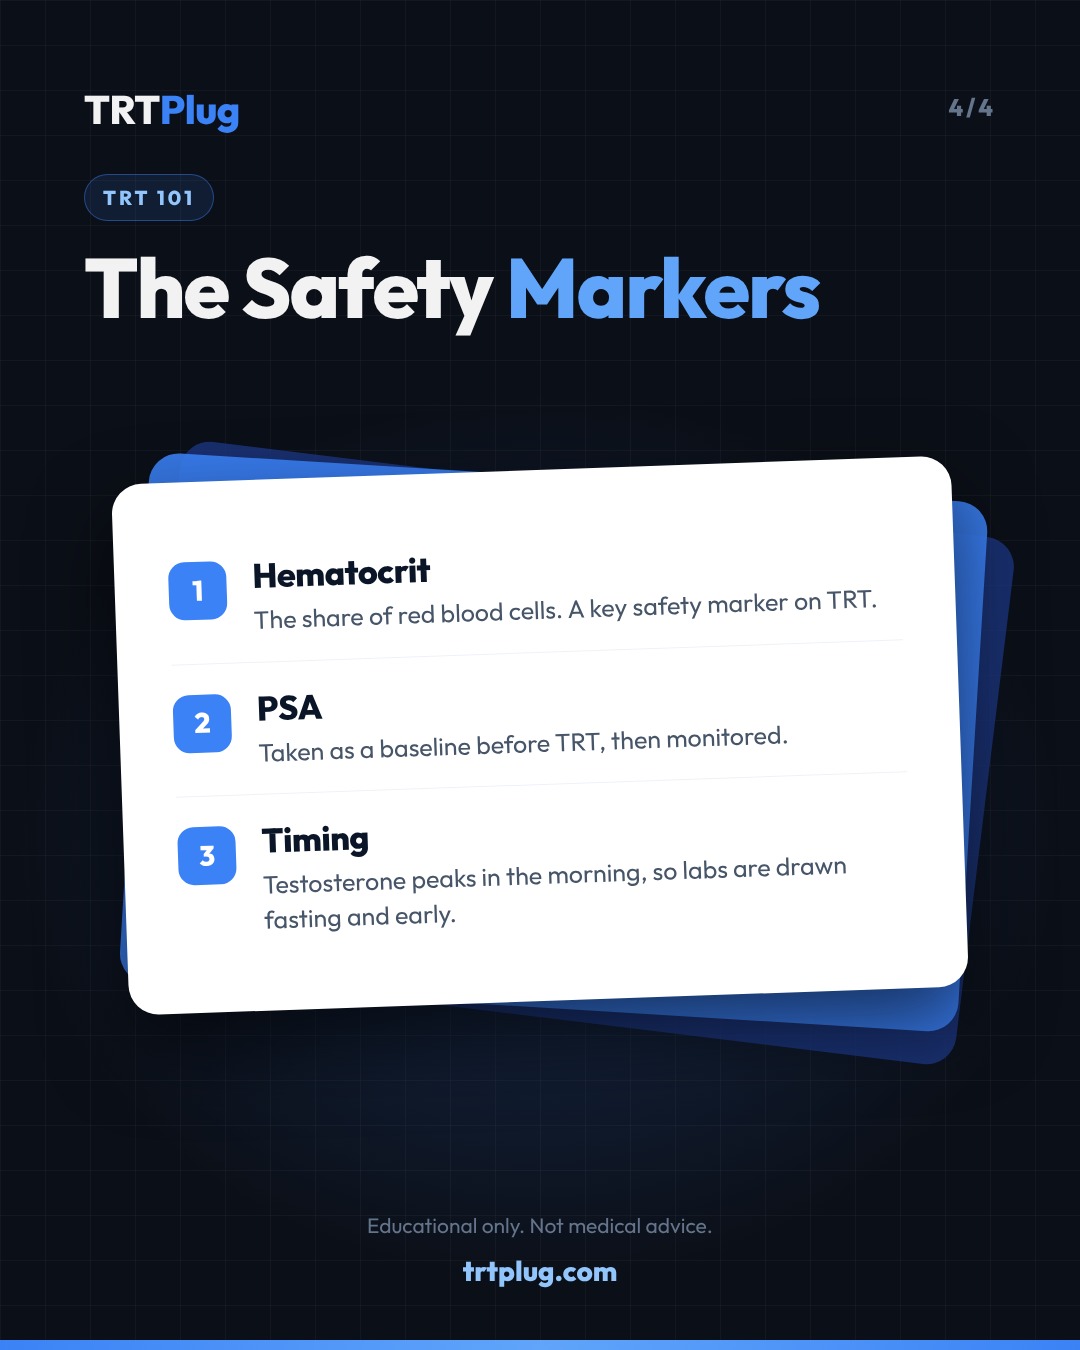 TRTPlug
4/4
TRT 101
The Safety Markers
1
Hematocrit
The share of red blood cells. A key safety marker on TRT.
2
PSA
Taken as a baseline before TRT, then monitored.
3
Timing
Testosterone peaks in the morning, so labs are drawn
fasting and early.
Educational only. Not medical advice.
trtplug.com